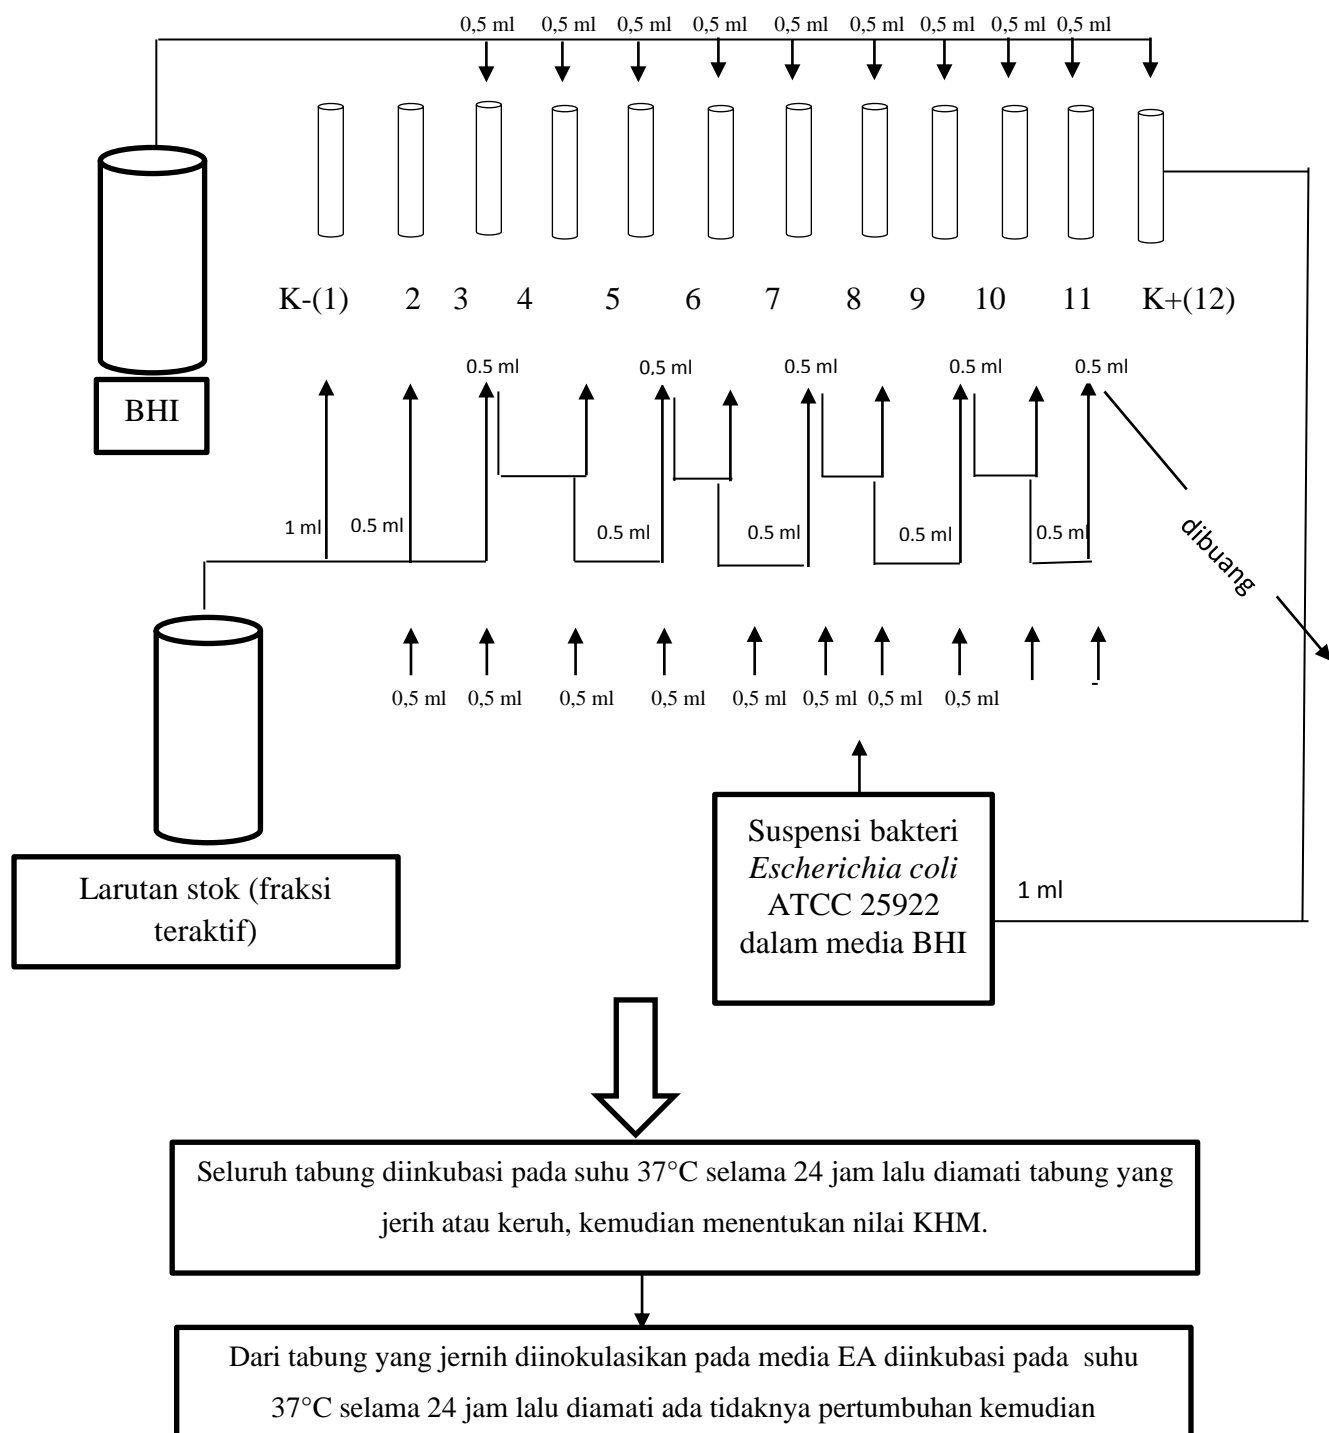 0,5 ml 0,5 ml 0,5 ml 0,5 ml 0,5 ml 0,5 ml 0,5 ml 0,5 ml 0,5 ml
K-(1) 2 3 4 5 6 7 8 9 10 11 K+(12)
0.5 ml 0.5 ml 0.5 ml 0.5 ml 0.5 ml
BHI
1 ml 0.5 ml 0.5 ml 0.5 ml 0.5 ml 0.5 ml
dibuang
0,5 ml 0,5 ml 0,5 ml 0,5 ml 0,5 ml 0,5 ml 0,5 ml 0,5 ml
Suspensi bakteri
Escherichia coli
ATCC 25922
dalam media BHI
1 ml
Larutan stok (fraksi
teraktif)
Seluruh tabung diinkubasi pada suhu 37°C selama 24 jam lalu diamati tabung yang
jerih atau keruh, kemudian menentukan nilai KHM.
Dari tabung yang jernih diinokulasikan pada media EA diinkubasi pada suhu
37°C selama 24 jam lalu diamati ada tidaknya pertumbuhan kemudian